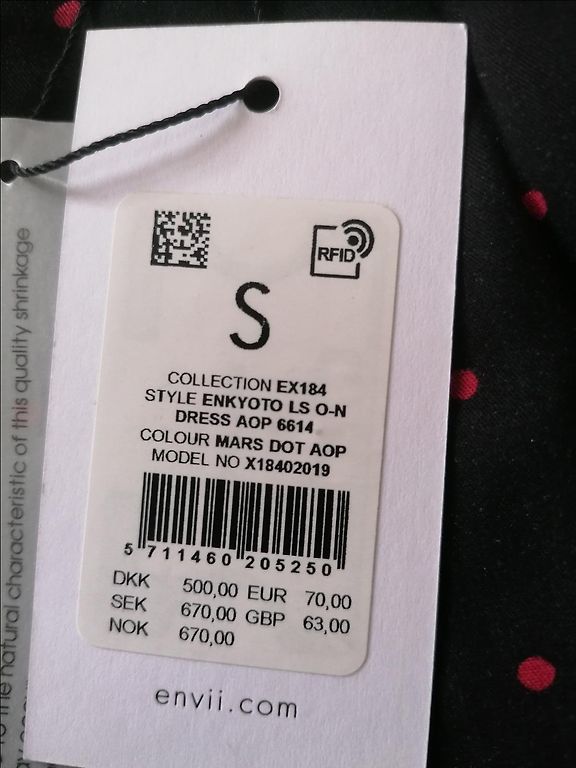 RFID
S
COLLECTION EX184
STYLE ENKYOTO LS O-N
DRESS AOP 6614
COLOUR MARS DOT AOP
MODEL NO X18402019
5 711460 205250
DKK 500,00 EUR 70,00
SEK 670,00 GBP 63,00
NOK 670,00
envii.com
to the natural characteristic of this quality shrinkage